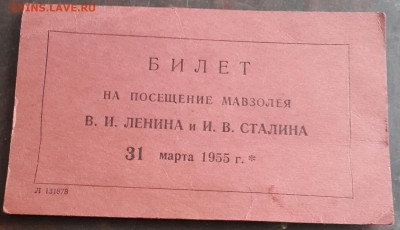 COINS.LAVE.RU
БИЛЕТ
НА ПОСЕЩЕНИЕ МАВЗОЛЕЯ
В. И. ЛЕНИНА и И. В. СТАЛИНА
31 марта 1955 г. *
Л 131878